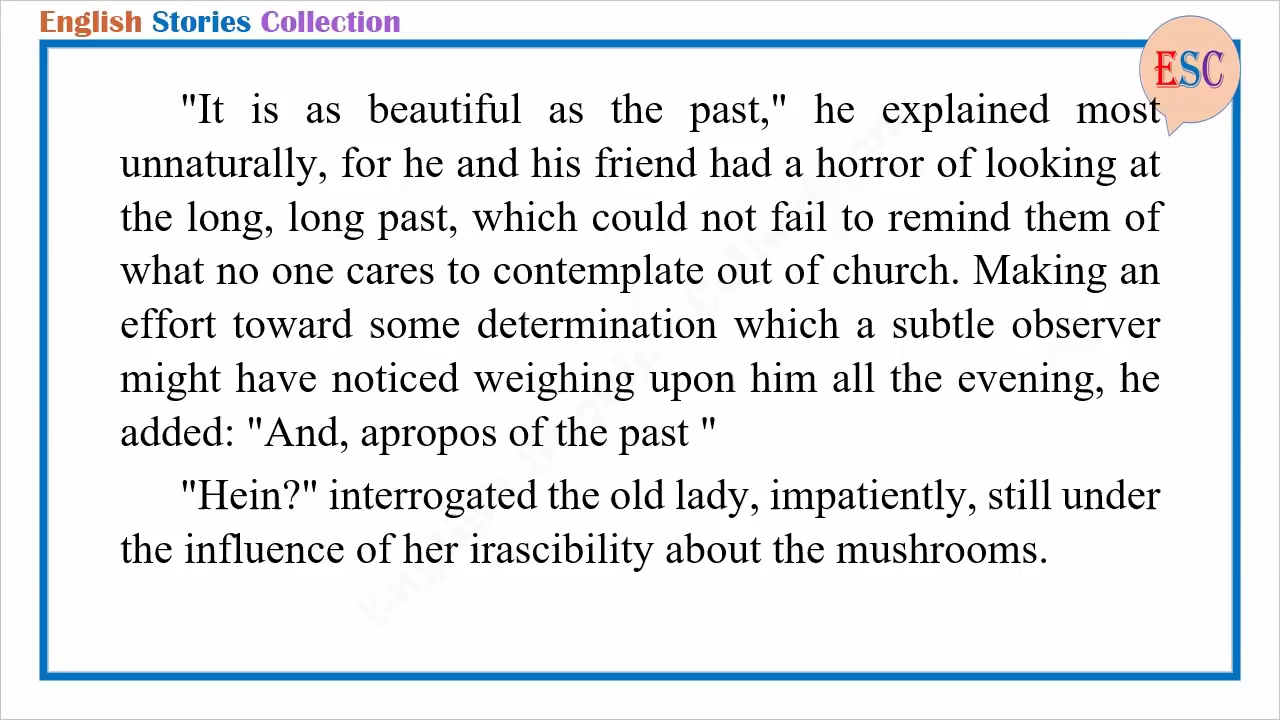 English Stories Collection
ESC
"It is as beautiful as the past," he explained most
unnaturally, for he and his friend had a horror of looking at
the long, long past, which could not fail to remind them of
what no one cares to contemplate out of church. Making an
effort toward some determination which a subtle observer
might have noticed weighing upon him all the evening, he
added: "And, apropos of the past "
"Hein?" interrogated the old lady, impatiently, still under
the influence of her irascibility about the mushrooms.